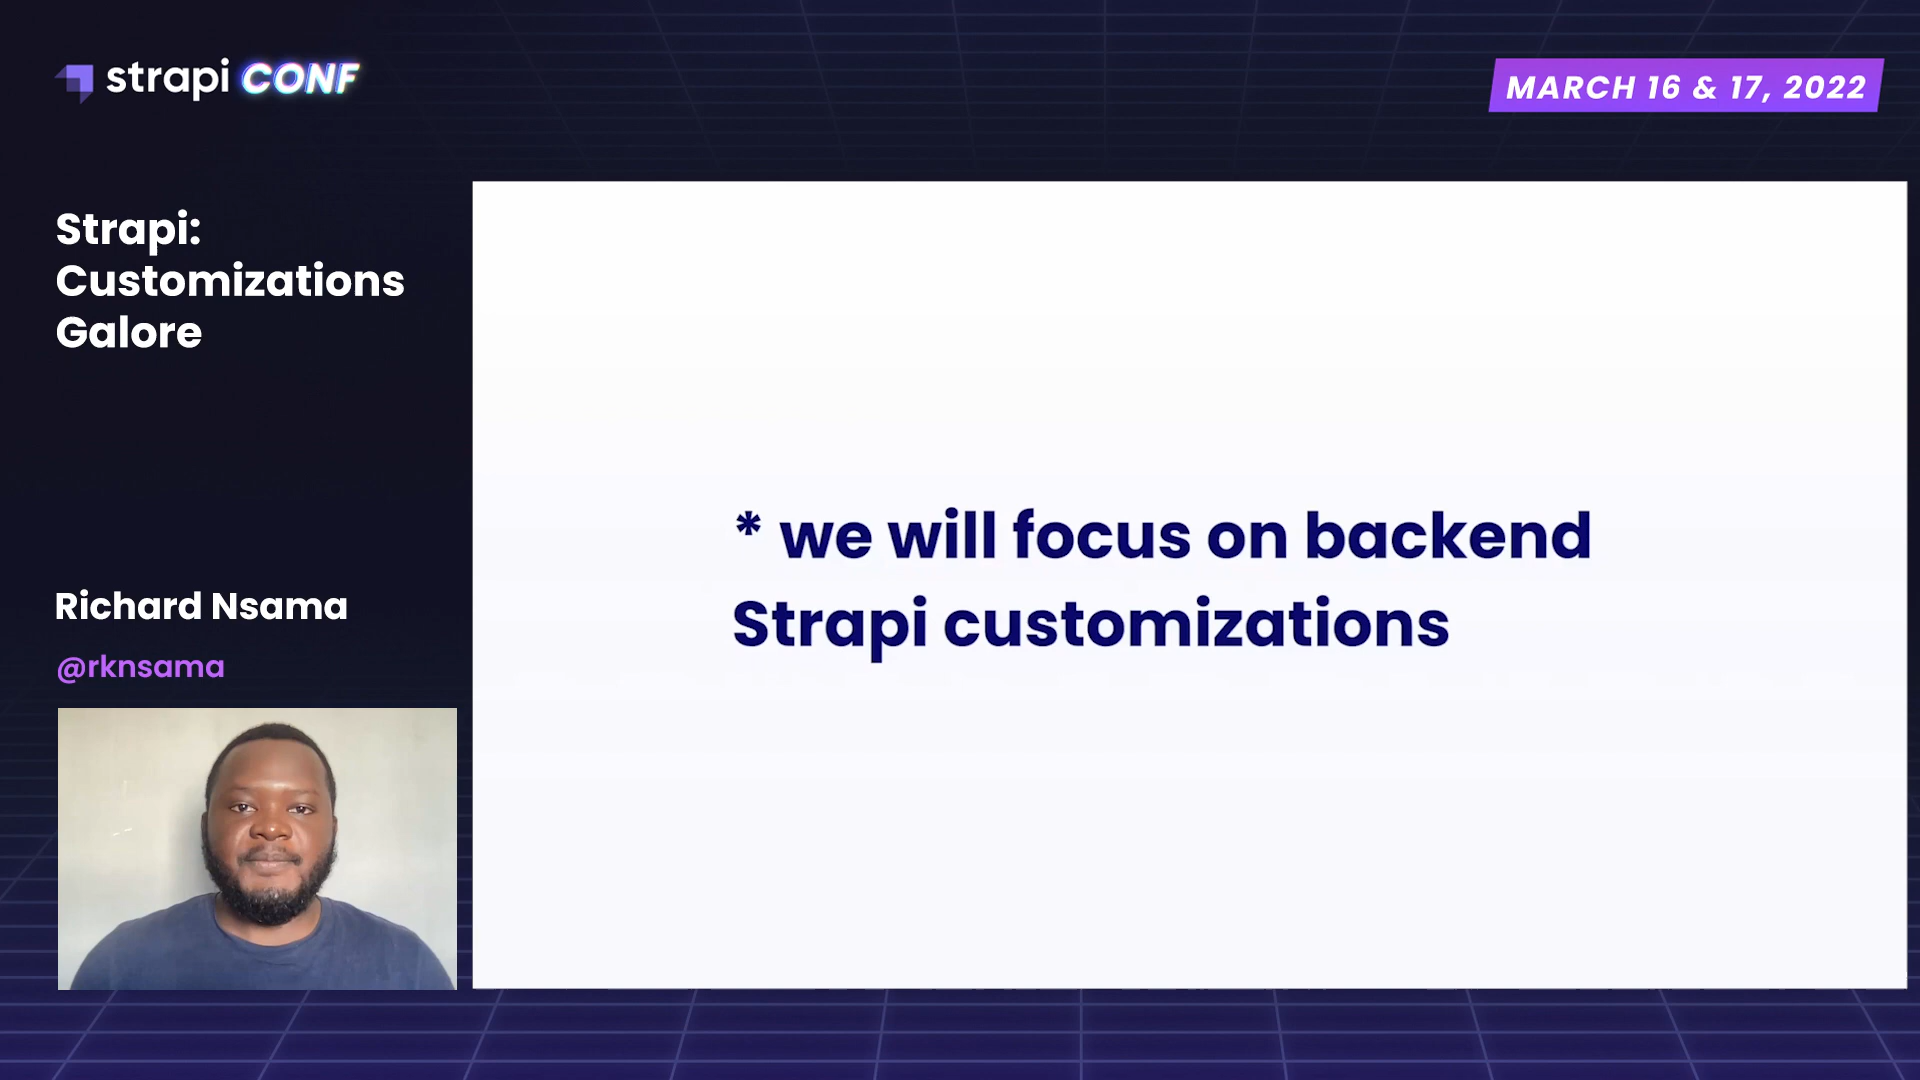 strapi CONF
MARCH 16 & 17, 2022
Strapi:
Customizations
Galore
Richard Nsama
@rknsama
* we will focus on backend
Strapi customizations